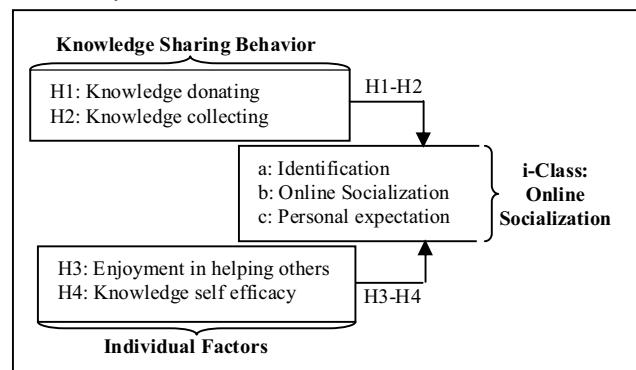 Knowledge Sharing Behavior
H1: Knowledge donating
H2: Knowledge collecting
H1-H2
a: Identification
b: Online Socialization
c: Personal expectation
i-Class:
Online
Socialization
H3: Enjoyment in helping others
H4: Knowledge self efficacy
H3-H4
Individual Factors